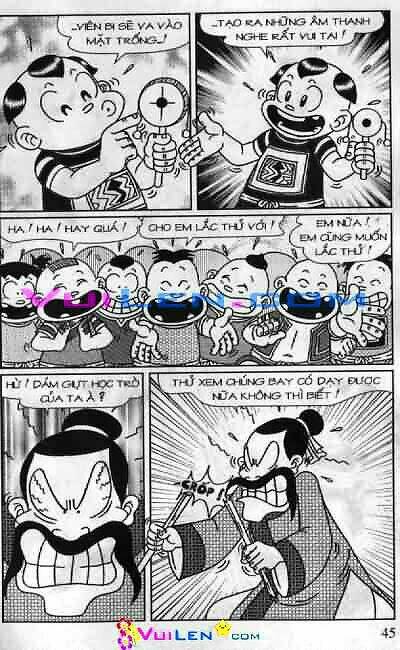 ..VIÊN BI SẼ VA VÀO
MẶT TRỐNG..!
..TẠO RA NHỮNG ÂM THANH
NGHE RẤT VUI TAI!
HA! HA! HAY QUÁ!
CHO EM LẮC THỬ VỚI!
EM NỮA!
EM CŨNG MUỐN
LẮC THỬ!
VUILEN.COM
HỪ! DÁM GIỰT HỌC TRÒ
CỦA TA À?
THỬ XEM CHÚNG BAY CÓ DẠY ĐƯỢC
NỮA KHÔNG THÌ BIẾT!
CROP!
45
VUILEN.COM